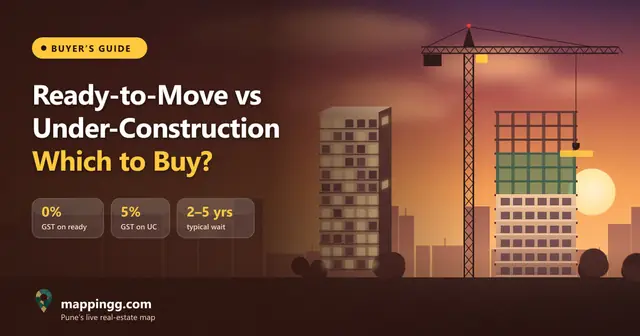 BUYER'S GUIDE
Ready-to-Move vs
Under-Construction
Which to Buy?
0%
GST on ready
5%
GST on UC
2–5 yrs
typical wait
mappingg.com
Pune's live real-estate map